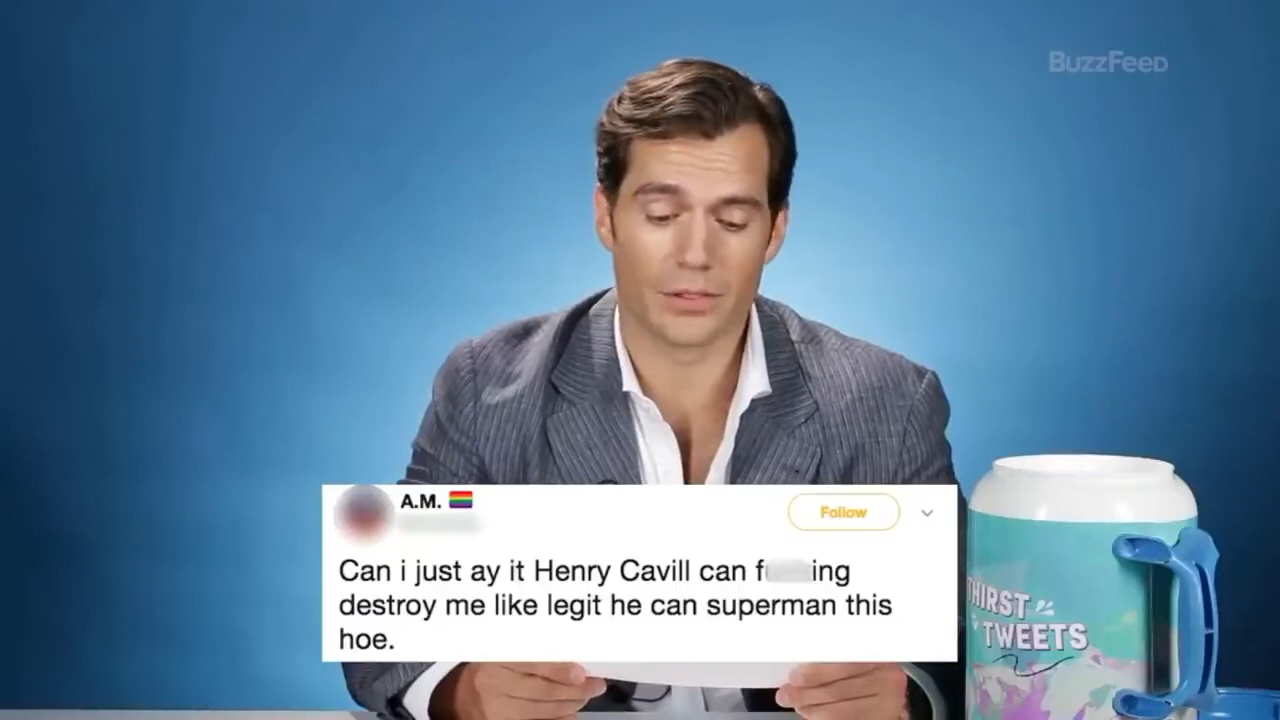 BuzzFeed
A.M.
Follow
Can i just ay it Henry Cavill can f ing
destroy me like legit he can superman this
hoe.
THIRST
TWEETS